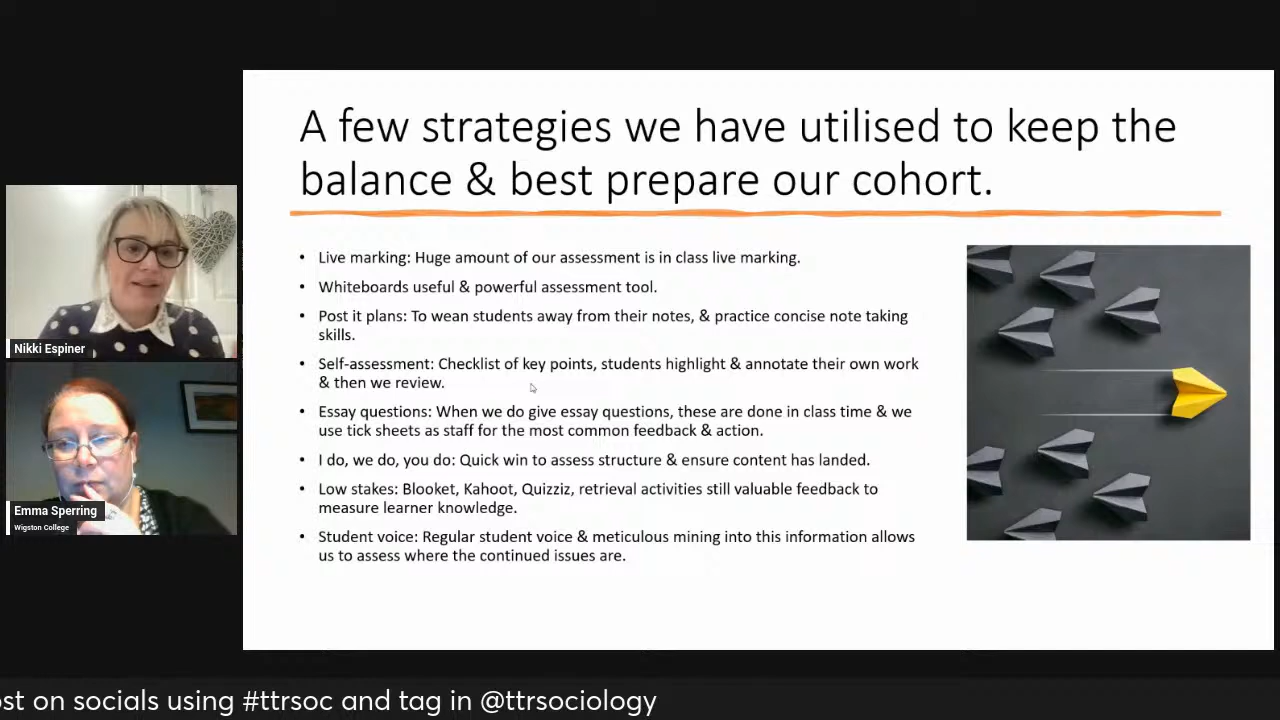 A few strategies we have utilised to keep the
balance & best prepare our cohort.
• Live marking: Huge amount of our assessment is in class live marking.
• Whiteboards useful & powerful assessment tool.
• Post it plans: To wean students away from their notes, & practice concise note taking
skills.
• Self-assessment: Checklist of key points, students highlight & annotate their own work
& then we review.
• Essay questions: When we do give essay questions, these are done in class time & we
use tick sheets as staff for the most common feedback & action.
• I do, we do, you do: Quick win to assess structure & ensure content has landed.
• Low stakes: Blooket, Kahoot, Quizziz, retrieval activities still valuable feedback to
measure learner knowledge.
• Student voice: Regular student voice & meticulous mining into this information allows
us to assess where the continued issues are.
Nikki Espiner
Emma Sperring
Wigston College
on socials using #ttrsoc and tag in @ttrsociology